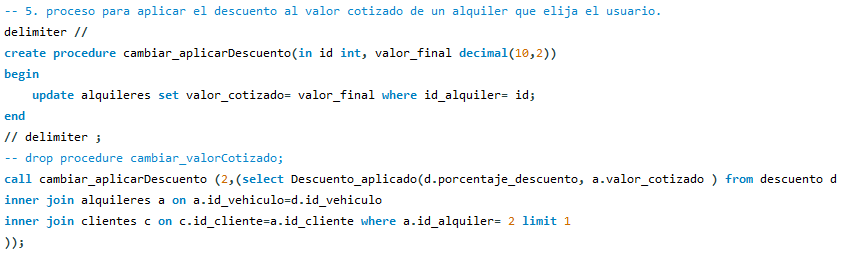 -- 5. proceso para aplicar el descuento al valor cotizado de un alquiler que elija el usuario.
delimiter //
create procedure cambiar_aplicarDescuento(in id int, valor_final decimal(10,2))
begin
    update alquileres set valor_cotizado= valor_final where id_alquiler= id;
end
// delimiter ;
-- drop procedure cambiar_valorCotizado;
call cambiar_aplicarDescuento (2,(select Descuento_aplicado(d.porcentaje_descuento, a.valor_cotizado ) from descuento d
inner join alquileres a on a.id_vehiculo=d.id_vehiculo
inner join clientes c on c.id_cliente=a.id_cliente where a.id_alquiler= 2 limit 1
));